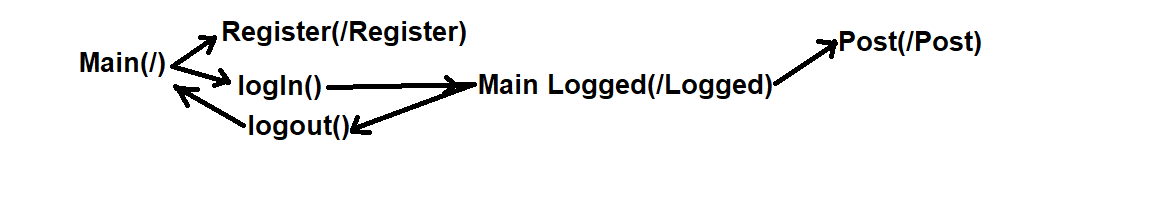 Main(/)
Register(/Register)
logIn()
logout()
Main Logged(/Logged)
Post(/Post)